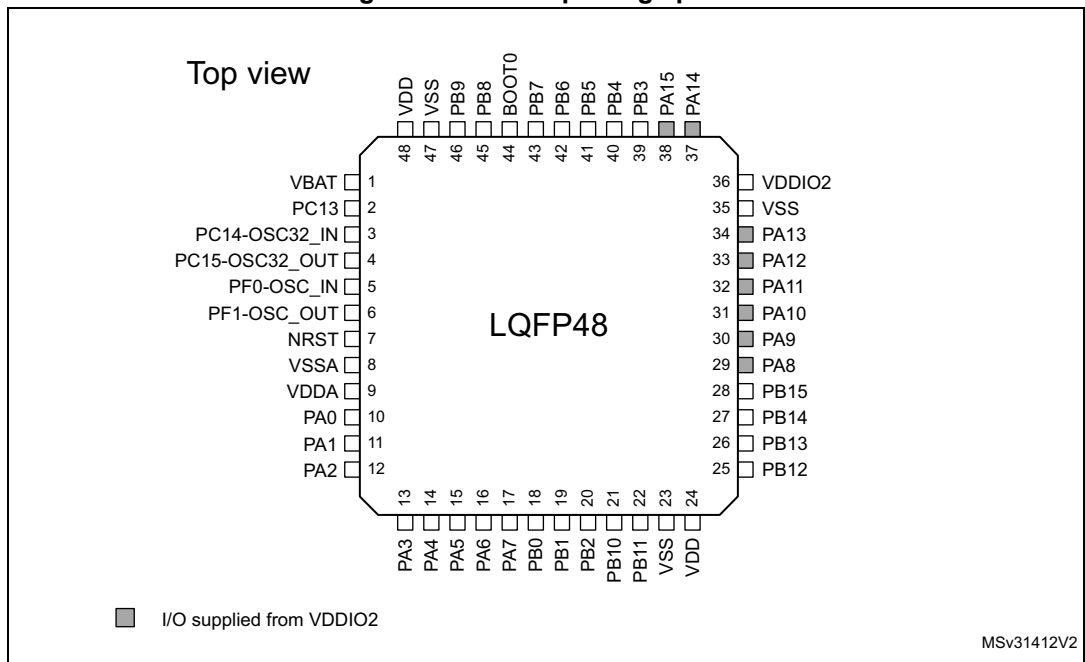 Top view
48 VDD
47 VSS
46 PB9
45 PB8
44 BOOT0
43 PB7
42 PB6
41 PB5
40 PB4
39 PB3
38 PA15
37 PA14
VBAT 1
PC13 2
PC14-OSC32_IN 3
PC15-OSC32_OUT 4
PF0-OSC_IN 5
PF1-OSC_OUT 6
NRST 7
VSSA 8
VDDA 9
PA0 10
PA1 11
PA2 12
LQFP48
36 VDDIO2
35 VSS
34 PA13
33 PA12
32 PA11
31 PA10
30 PA9
29 PA8
28 PB15
27 PB14
26 PB13
25 PB12
PA3 13
PA4 14
PA5 15
PA6 16
PA7 17
PB0 18
PB1 19
PB2 20
PB10 21
PB11 22
VSS 23
VDD 24
I/O supplied from VDDIO2
MSv31412V2